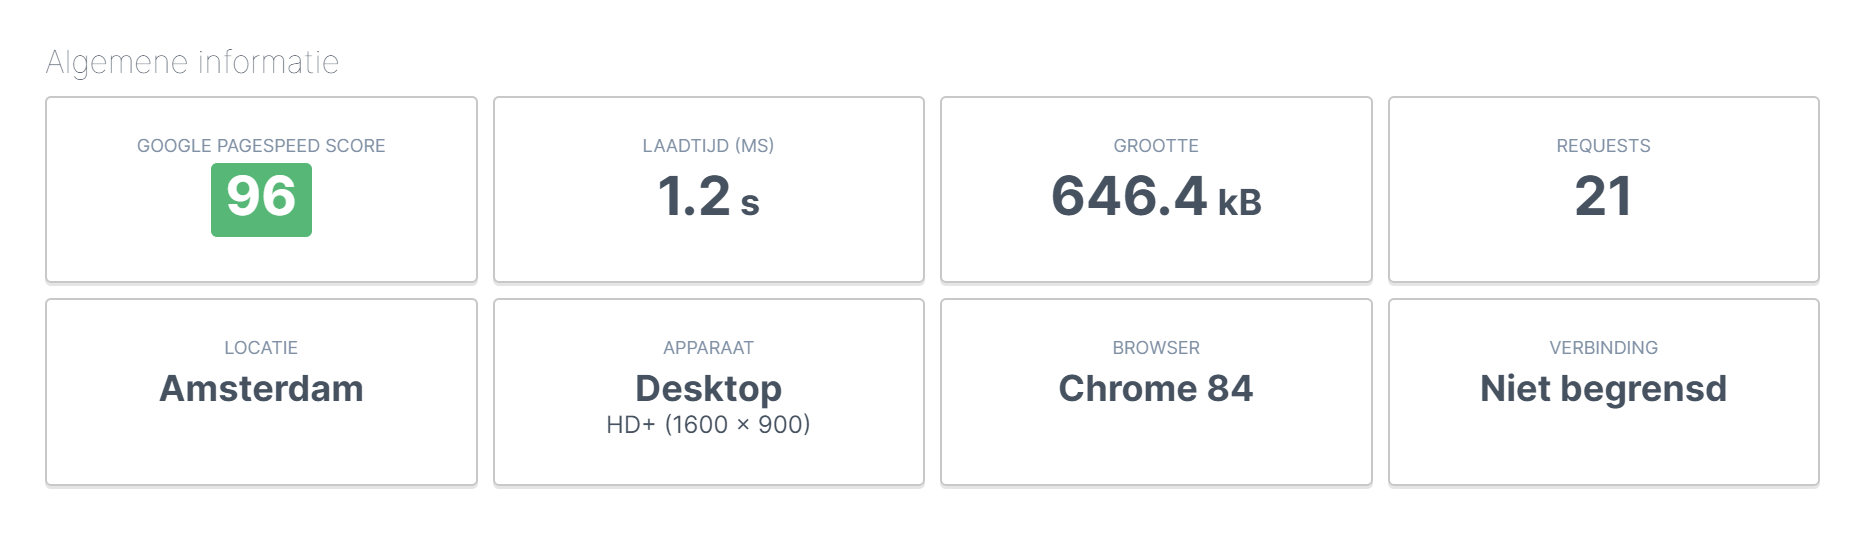 Algemene informatie
GOOGLE PAGESPEED SCORE
96
LAADTIJD (MS)
1.2 s
GROOTTE
646.4 kB
REQUESTS
21
LOCATIE
Amsterdam
APPARAAT
Desktop
HD+ (1600 × 900)
BROWSER
Chrome 84
VERBINDING
Niet begrensd